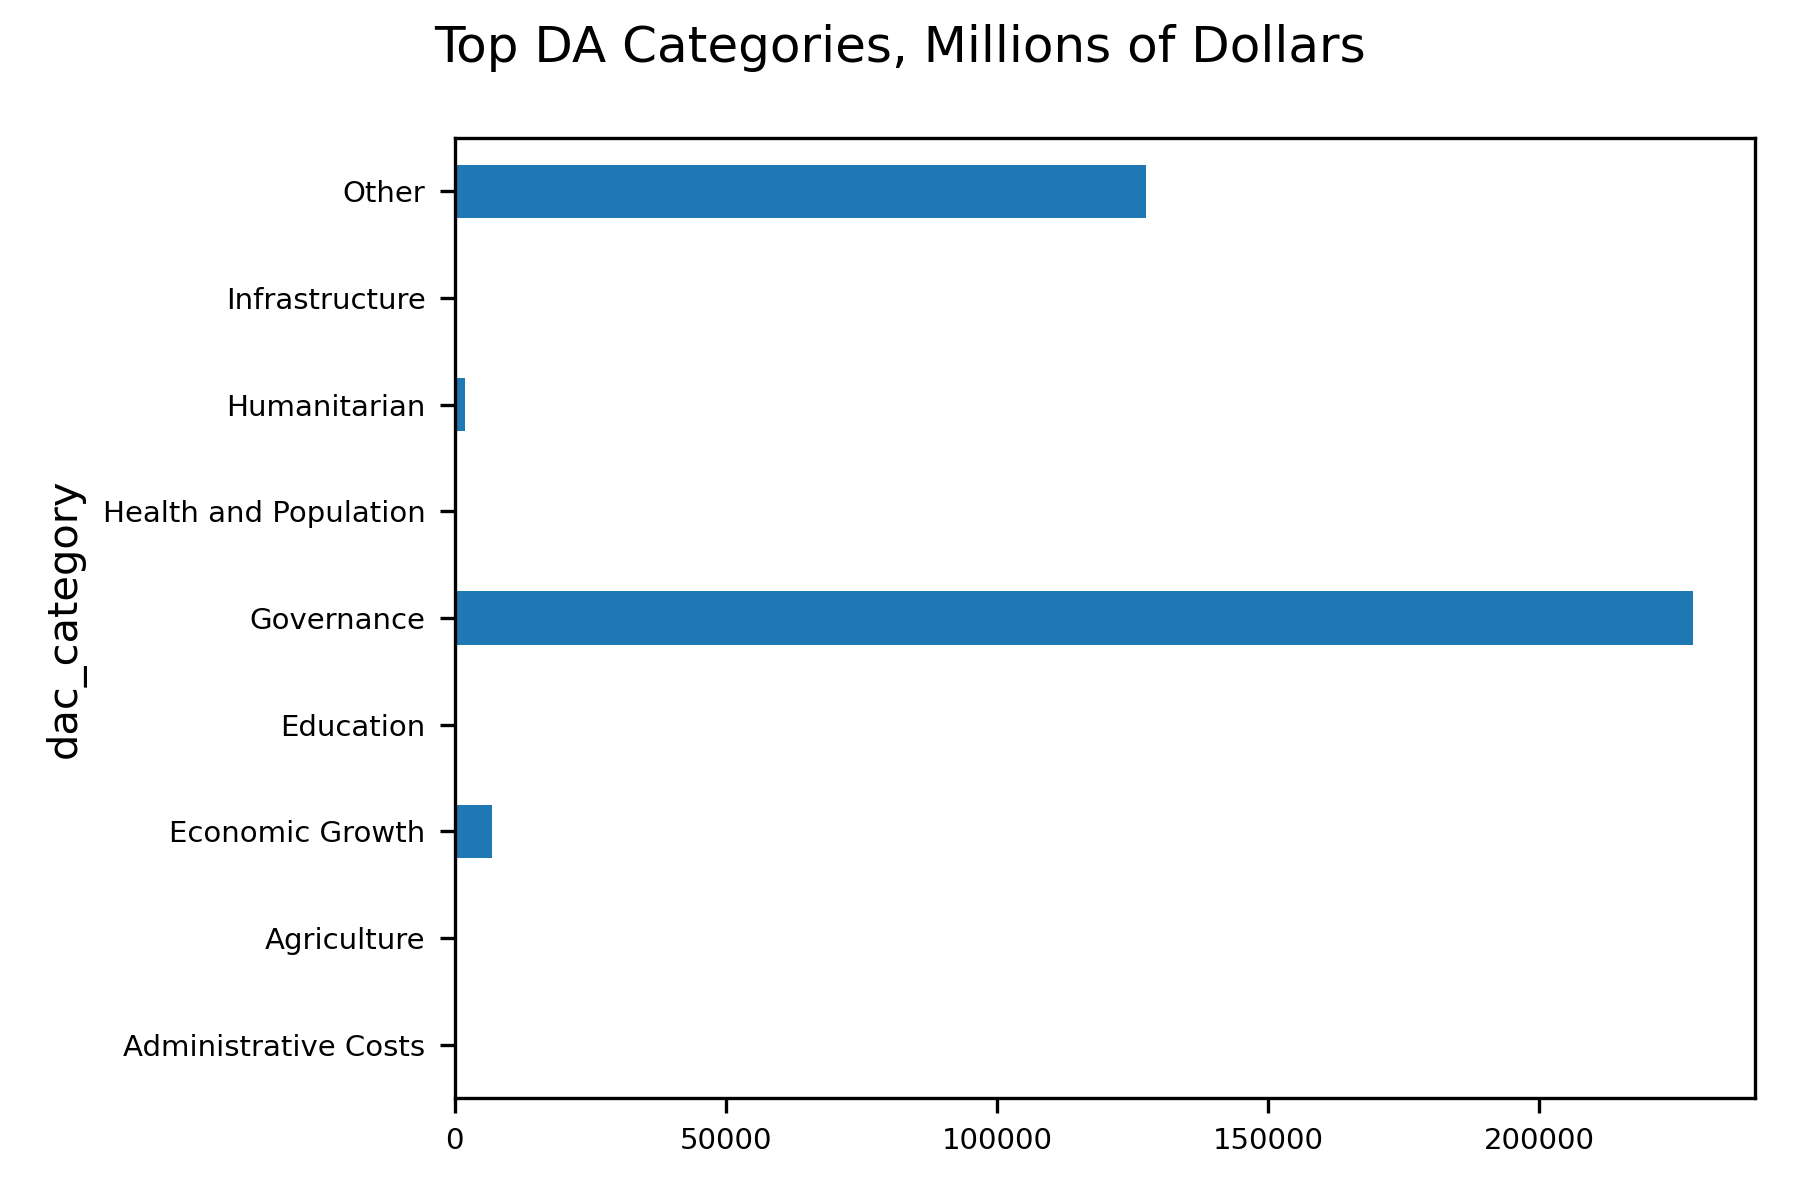 Top DA Categories, Millions of Dollars
Other
Infrastructure
Humanitarian
Health and Population
Governance
Education
Economic Growth
Agriculture
Administrative Costs
dac_category
0 50000 100000 150000 200000